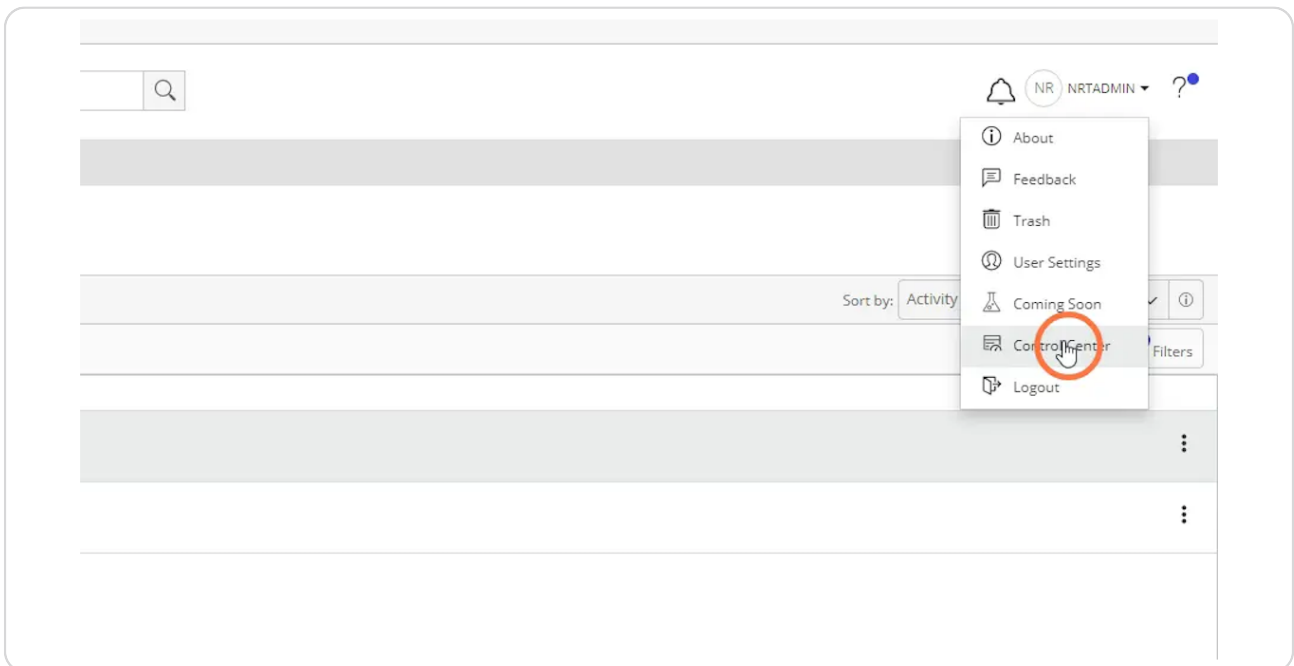 NR NRTADMIN ?
About
Feedback
Trash
User Settings
Sort by: Activity
Coming Soon
Control Center
Filters
Logout